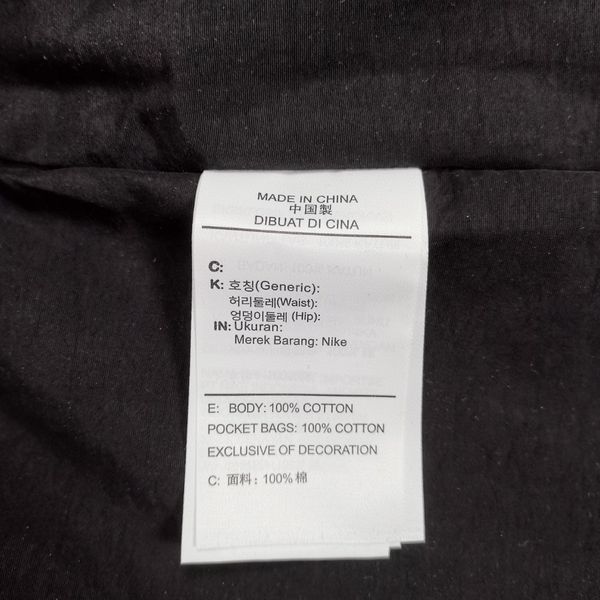 MADE IN CHINA
中国製
DIBUAT DI CINA
C:
K: 호칭(Generic):
허리둘레(Waist):
엉덩이둘레 (Hip):
IN: Ukuran:
Merek Barang: Nike
E: BODY: 100% COTTON
POCKET BAGS: 100% COTTON
EXCLUSIVE OF DECORATION
C: 面料：100% 棉